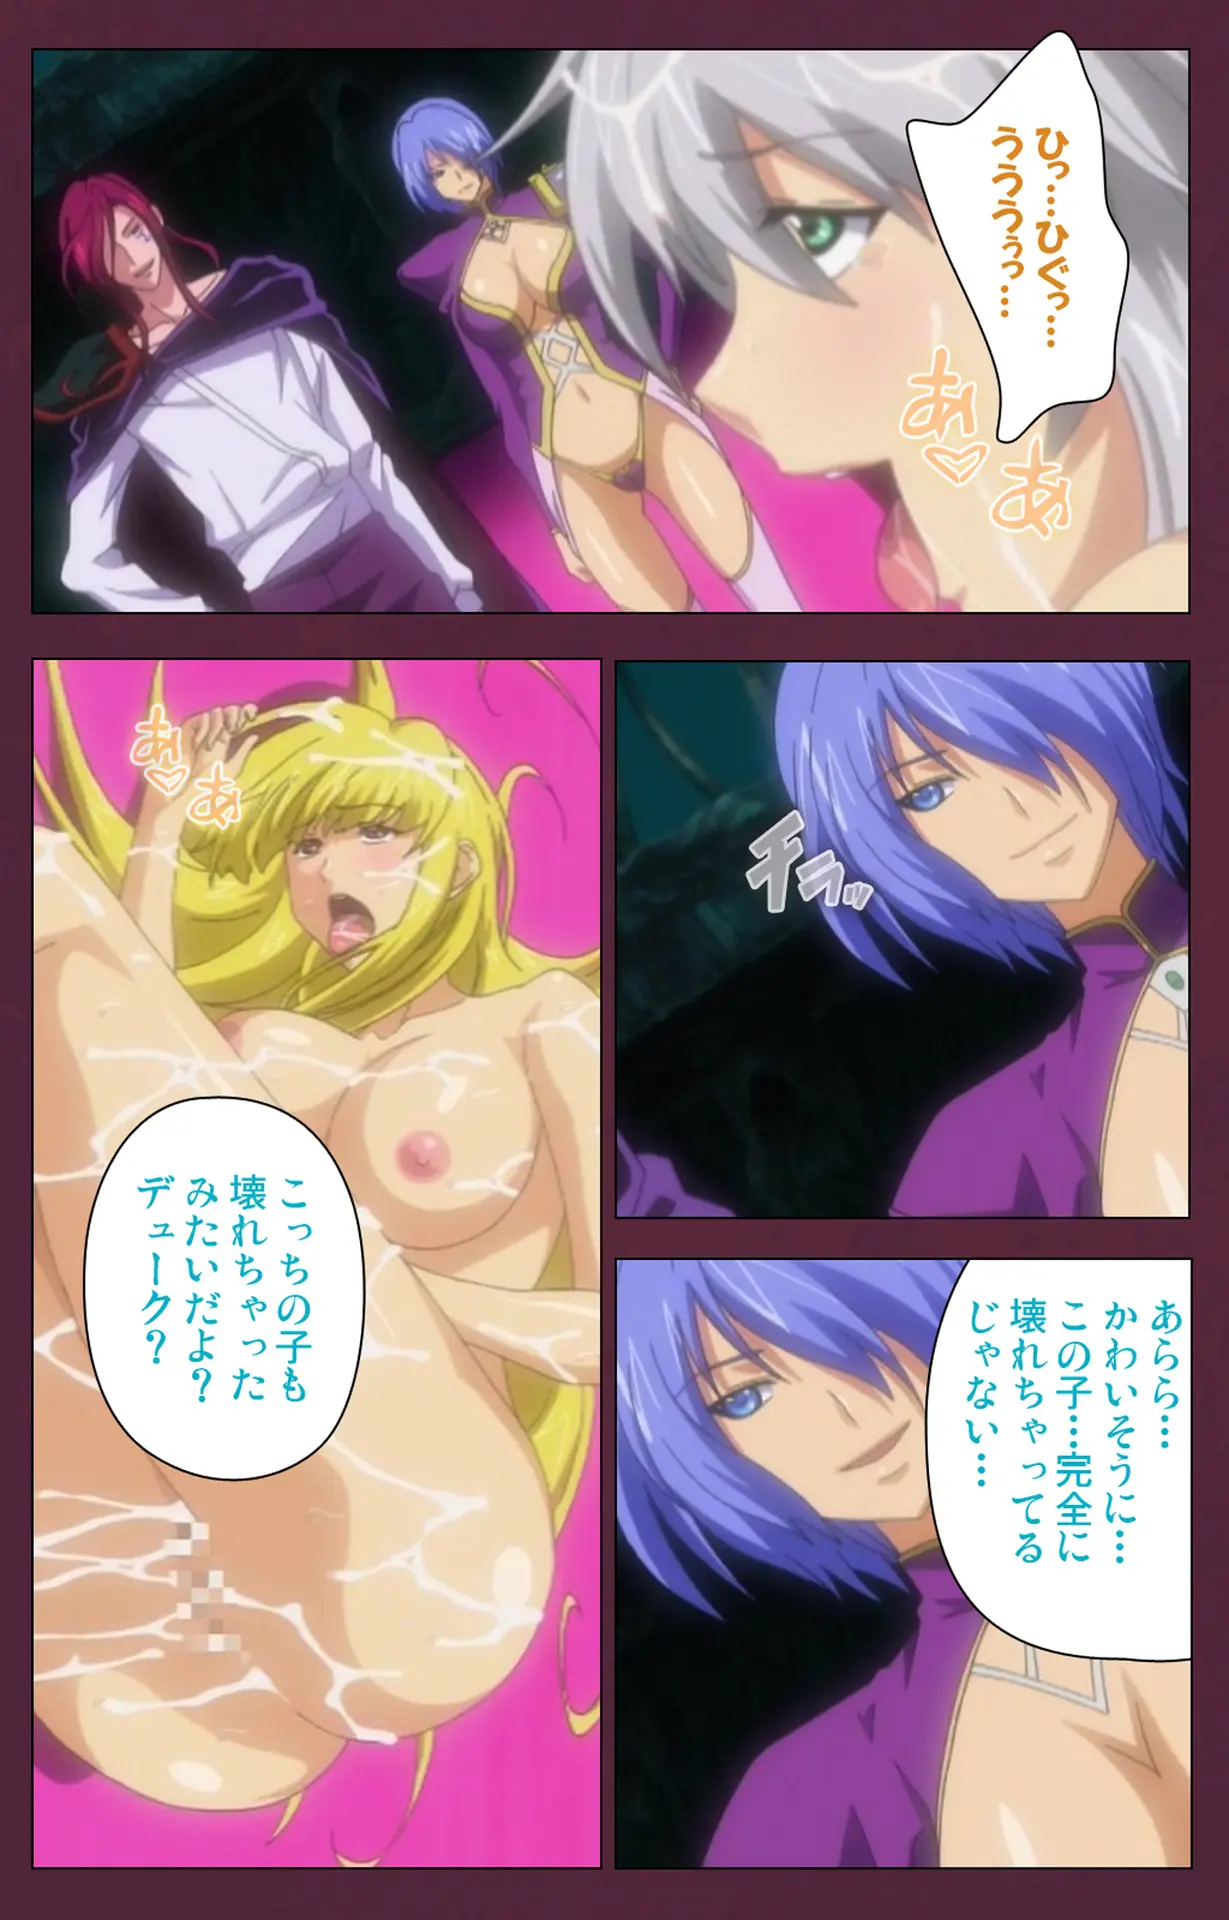 ひっ…ひぐっ…
うううぅっ…
あ♡
あ
チラッ
あらら…
かわいそうに…
この子…完全に
壊れちゃってる
じゃない…
あ♡
あ
こっちの子も
壊れちゃった
みたいだよ？
デューク？